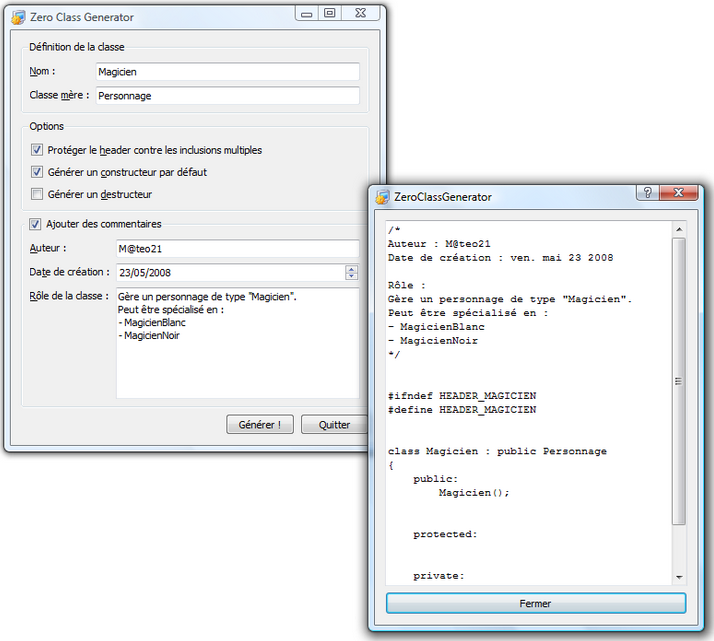 Zero Class Generator
Définition de la classe
Nom :
Magicien
Classe mère :
Personnage
Options
Protéger le header contre les inclusions multiples
Générer un constructeur par défaut
Générer un destructeur
Ajouter des commentaires
Auteur :
M@teo21
Date de création :
23/05/2008
Rôle de la classe :
Gère un personnage de type "Magicien".
Peut être spécialisé en :
- MagicienBlanc
- MagicienNoir
Générer !
Quitter
ZeroClassGenerator
/*
Auteur : M@teo21
Date de création : ven. mai 23 2008
Rôle :
Gère un personnage de type "Magicien".
Peut être spécialisé en :
- MagicienBlanc
- MagicienNoir
*/
#ifndef HEADER_MAGICIEN
#define HEADER_MAGICIEN
class Magicien : public Personnage
{
public:
Magicien();
protected:
private:
Fermer